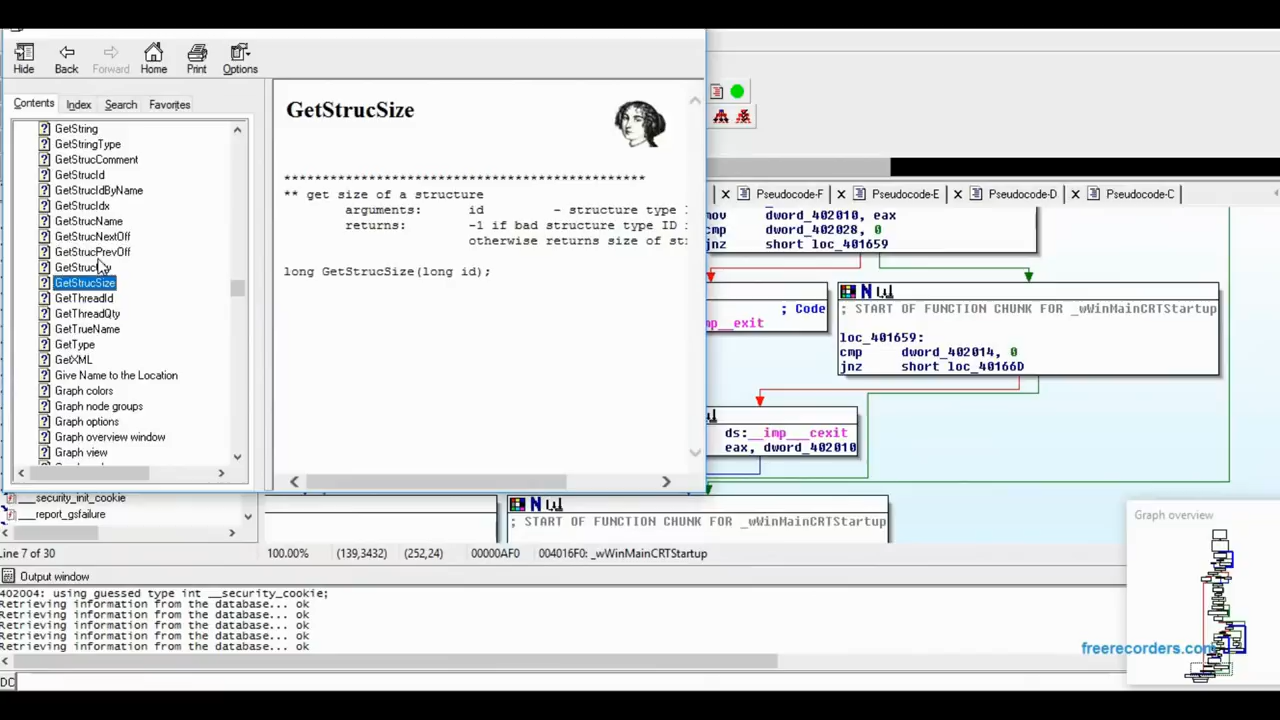 Hide Back Forward Home Print Options
Contents Index Search Favorites
GetString
GetStringType
GetStrucComment
GetStrucId
GetStrucIdByName
GetStrucIdx
GetStrucName
GetStrucNextOff
GetStrucPrevOff
GetStrucSize
GetThreadId
GetThreadQty
GetTrueName
GetType
GetXML
Give Name to the Location
Graph colors
Graph node groups
Graph options
Graph overview window
Graph view
GetStrucSize
***********************************************
** get size of a structure
arguments: id - structure type
returns: -1 if bad structure type ID
otherwise returns size of
long GetStrucSize(long id);
Pseudocode-F Pseudocode-E Pseudocode-D Pseudocode-C
mov dword_402010, eax
cmp dword_402028, 0
jnz short loc_401659
; Code
mp__exit
; START OF FUNCTION CHUNK FOR _wWinMainCRTStartup
loc_401659:
cmp dword_402014, 0
jnz short loc_40166D
ds:__imp___cexit
eax, dword_402010
; START OF FUNCTION CHUNK FOR _wWinMainCRTStartup
___security_init_cookie
___report_gsfailure
Line 7 of 30
100.00% (139,3432) (252,24) 00000AF0 004016F0: _wWinMainCRTStartup
Graph overview
Output window
402004: using guessed type int __security_cookie;
Retrieving information from the database... ok
Retrieving information from the database... ok
Retrieving information from the database... ok
Retrieving information from the database... ok
Retrieving information from the database... ok
freerecorders.com